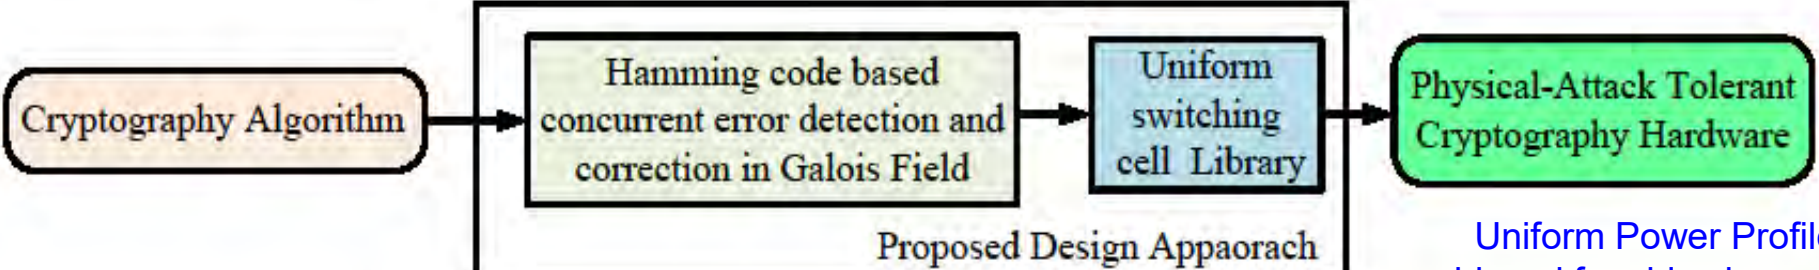 Cryptography Algorithm
Hamming code based
concurrent error detection and
correction in Galois Field
Uniform
switching
cell Library
Physical-Attack Tolerant
Cryptography Hardware
Proposed Design Appaorach
Uniform Power Profile